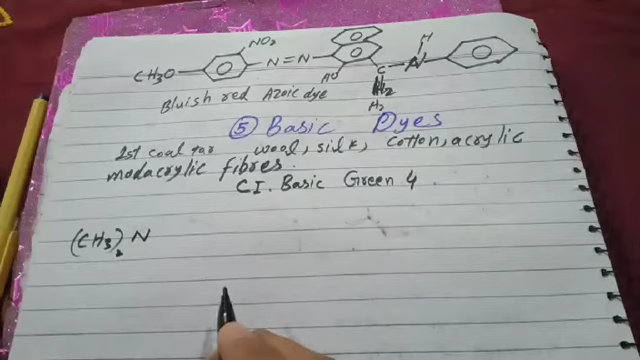 NO₂
CH₃O N=N C N H
HO H₂
Bluish red Azoic dye
⑤ Basic Dyes
1st coal tar wool, silk, cotton, acrylic
modacrylic fibres.
C.I. Basic Green 4
(CH₃)₂ N